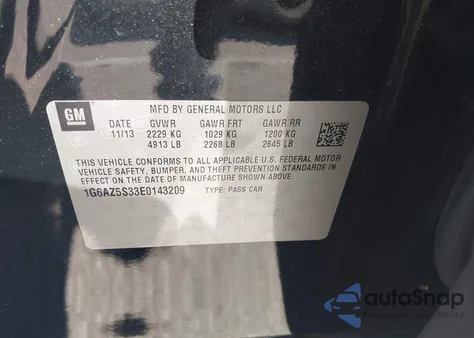 GM
MFD BY GENERAL MOTORS LLC
DATE GVWR GAWR FRT GAWR RR
11/13 2229 KG 1029 KG 1200 KG
4913 LB 2268 LB 2645 LB
THIS VEHICLE CONFORMS TO ALL APPLICABLE U.S. FEDERAL MOTOR
VEHICLE SAFETY, BUMPER, AND THEFT PREVENTION STANDARDS
IN EFFECT ON THE DATE OF MANUFACTURE SHOWN ABOVE.
1G6AZ5S33E0143209 TYPE: PASS CAR
autoSnap